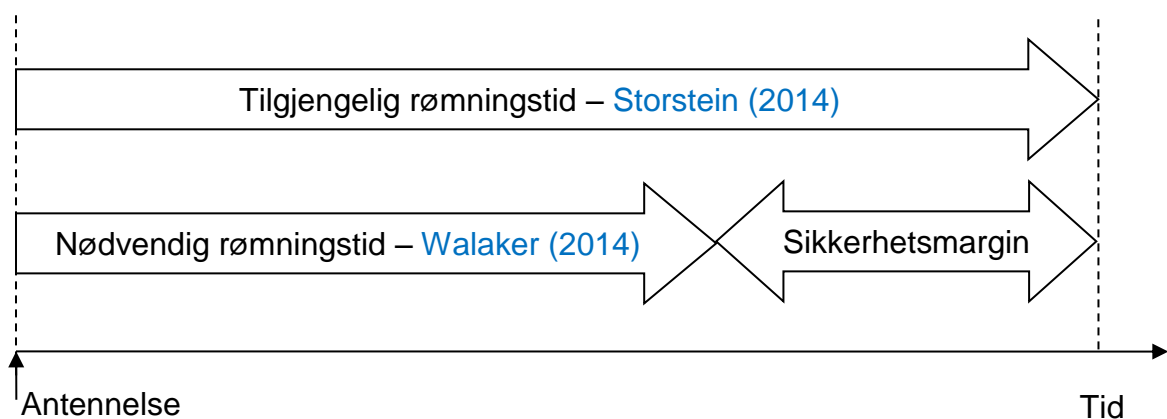 Tilgjengelig rømningstid – Storstein (2014)
Nødvendig rømningstid – Walaker (2014)
Sikkerhetsmargin
Antennelse
Tid